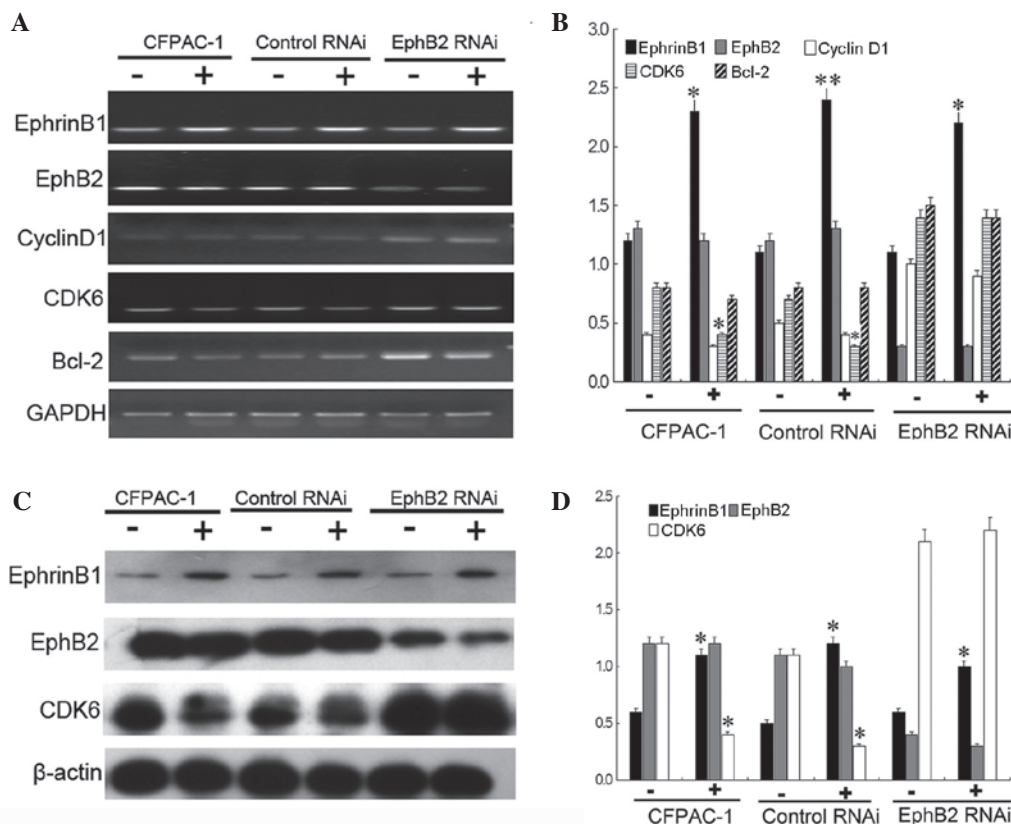 A
CFPAC-1 Control RNAi EphB2 RNAi
- + - + - +
EphrinB1
EphB2
CyclinD1
CDK6
Bcl-2
GAPDH
B
EphrinB1 EphB2 Cyclin D1
CDK6 Bcl-2
3.0
2.5
2.0
1.5
1.0
0.5
0.0
* ** *
* *
- + - + - +
CFPAC-1 Control RNAi EphB2 RNAi
C
CFPAC-1 Control RNAi EphB2 RNAi
- + - + - +
EphrinB1
EphB2
CDK6
β-actin
D
EphrinB1 EphB2
CDK6
2.5
2.0
1.5
1.0
0.5
0.0
* * *
* *
- + - + - +
CFPAC-1 Control RNAi EphB2 RNAi